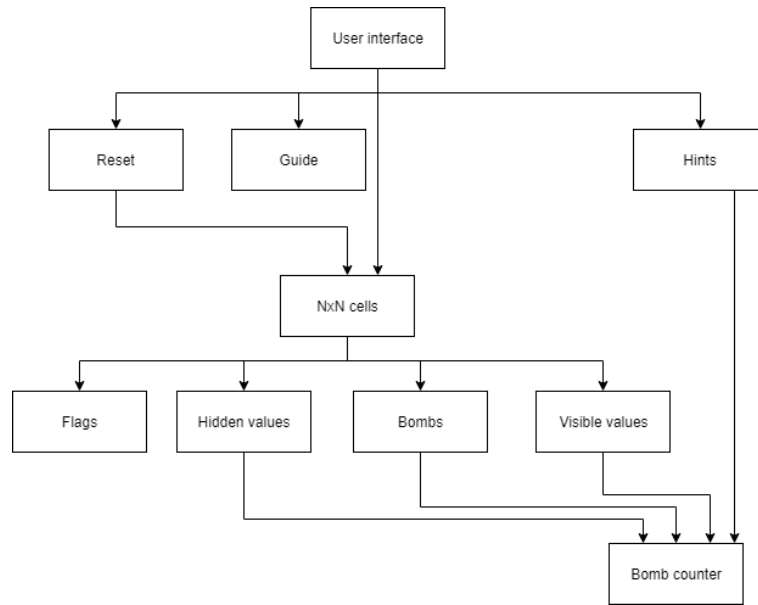 User interface
Reset
Guide
Hints
NxN cells
Flags
Hidden values
Bombs
Visible values
Bomb counter